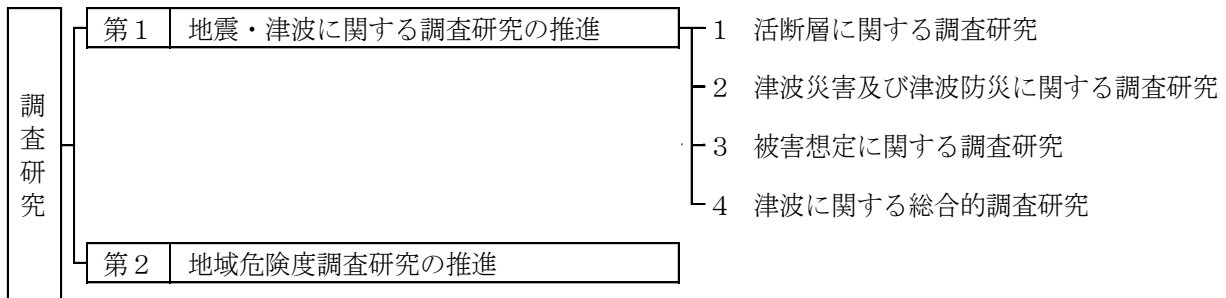 調査研究
第１ 地震・津波に関する調査研究の推進
１ 活断層に関する調査研究
２ 津波災害及び津波防災に関する調査研究
３ 被害想定に関する調査研究
４ 津波に関する総合的調査研究
第２ 地域危険度調査研究の推進